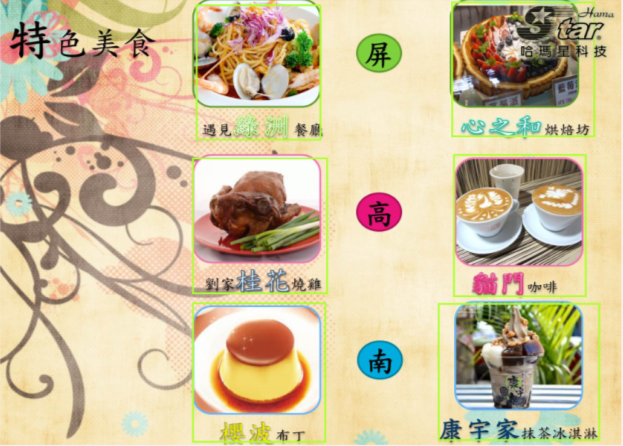 特色美食
Hama
Star®
哈瑪星科技
屏
遇見綠洲餐廳
心之和烘焙坊
高
劉家桂花燒雞
貓門咖啡
南
櫻波布丁
康宇家抹茶冰淇淋